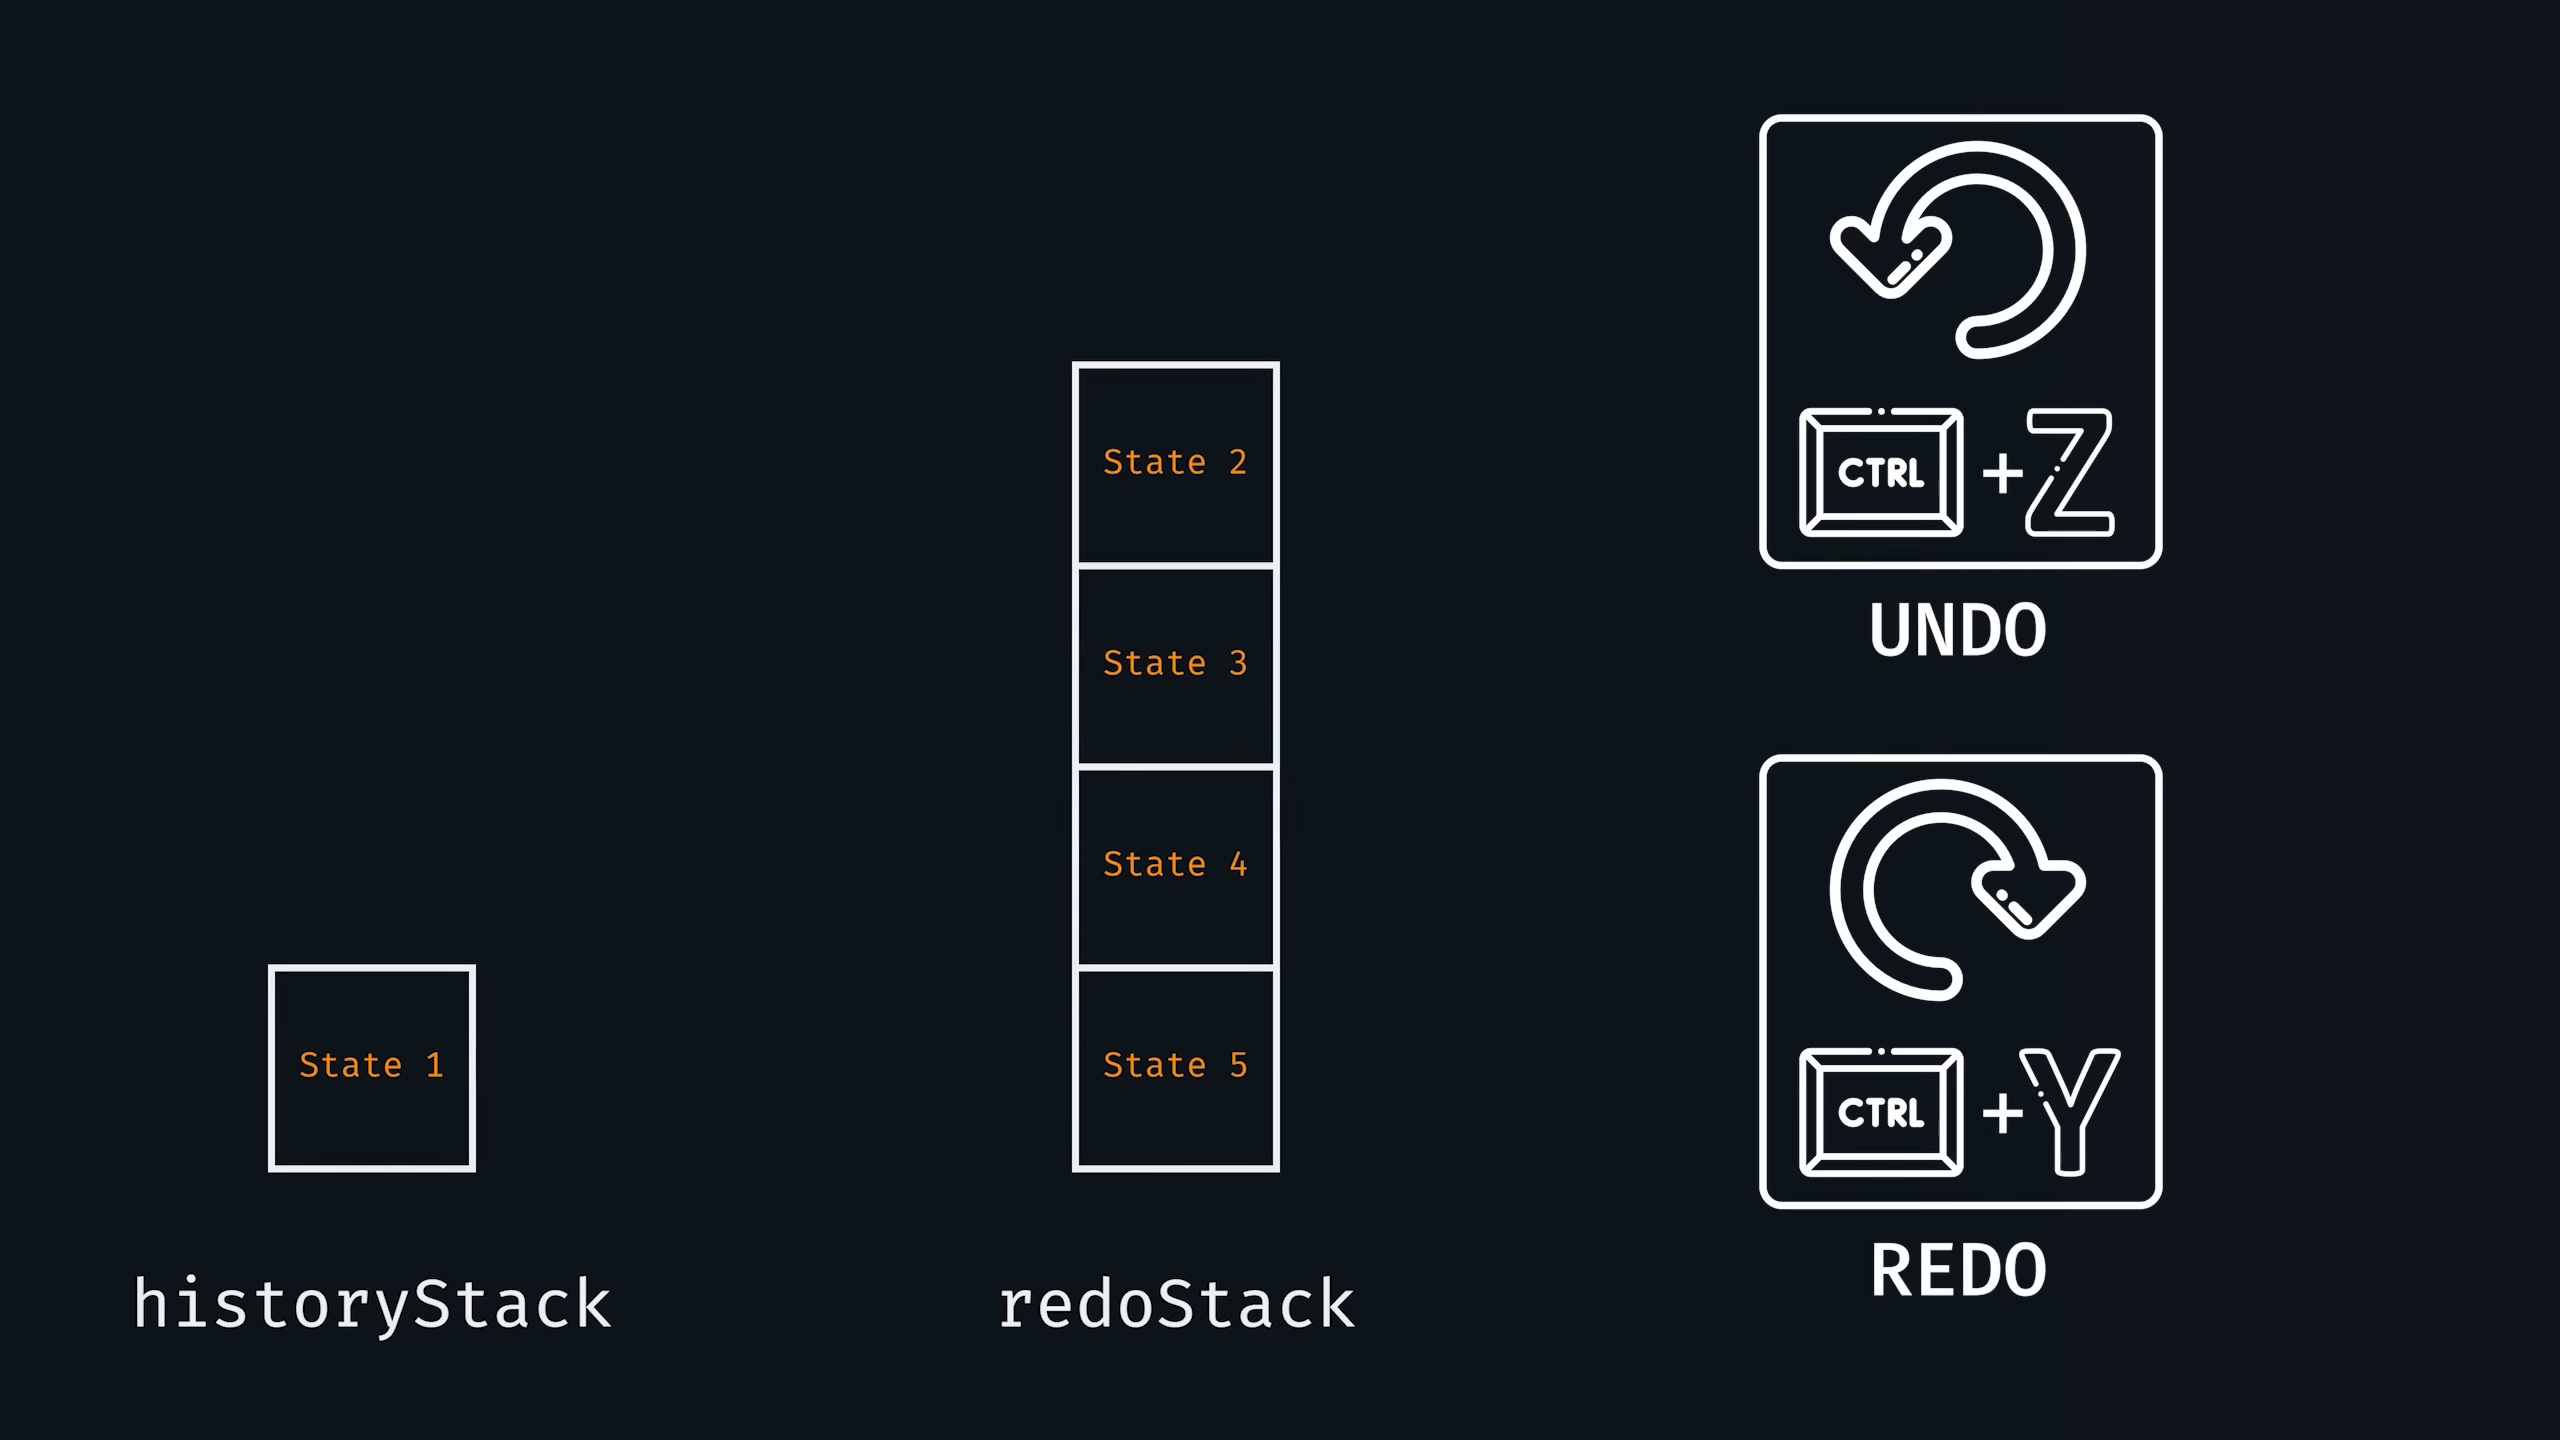 State 1
historyStack
State 2
State 3
State 4
State 5
redoStack
CTRL +Z
UNDO
CTRL +Y
REDO